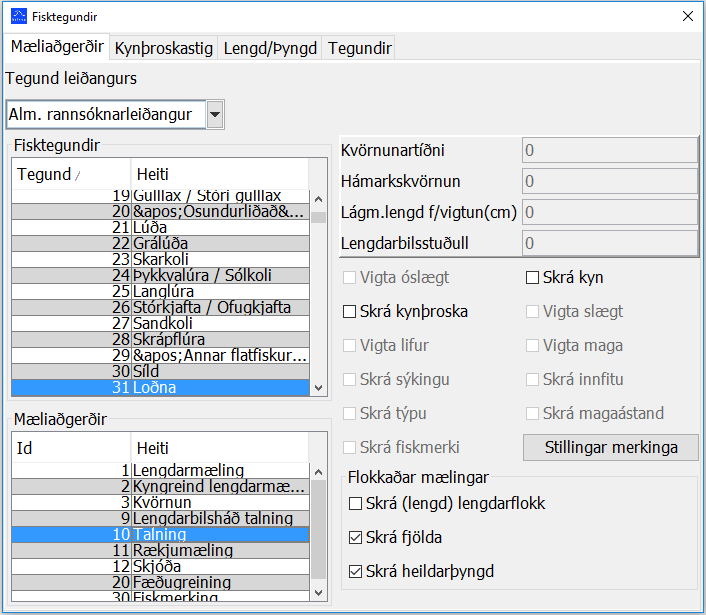 Fisktegundir
Mæliaðgerðir Kynþroskastig Lengd/Þyngd Tegundir
Tegund leiðangurs
Alm. rannsóknarleiðangur
Fisktegundir
Tegund Heiti
19 Gulllax / Stóri gulllax
20 &apos;Ósundurliðað&...
21 Lúða
22 Grálúða
23 Skarkoli
24 Þykkvalúra / Sólkoli
25 Langlúra
26 Stórkjafta / Öfugkjafta
27 Sandkoli
28 Skrápflúra
29 &apos;Annar flatfiskur...
30 Síld
31 Loðna
Mæliaðgerðir
Id Heiti
1 Lengdarmæling
2 Kyngreind lengdarmæ...
3 Kvörnun
9 Lengdarbilsháð talning
10 Talning
11 Rækjumæling
12 Skjóða
20 Fæðugreining
30 Fiskmerking
Kvörnunartíðni 0
Hámarkskvörnun 0
Lágm.lengd f/vigtun(cm) 0
Lengdarbilsstuðull 0
Vigta óslægt Skrá kyn
Skrá kynþroska Vigta slægt
Vigta lifur Vigta maga
Skrá sýkingu Skrá innfitu
Skrá týpu Skrá magaástand
Skrá fiskmerki Stillingar merkinga
Flokkaðar mælingar
Skrá (lengd) lengdarflokk
Skrá fjölda
Skrá heildarþyngd